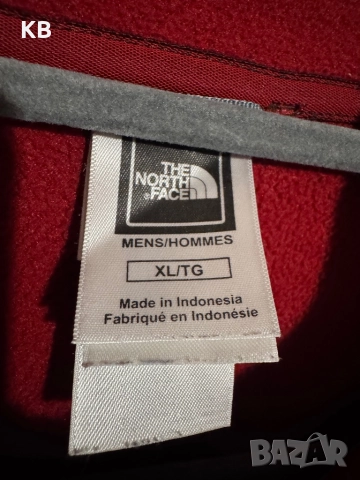 KB
THE
NORTH
FACE
MENS/HOMMES
XL/TG
Made in Indonesia
Fabriqué en Indonésie
BAZAR